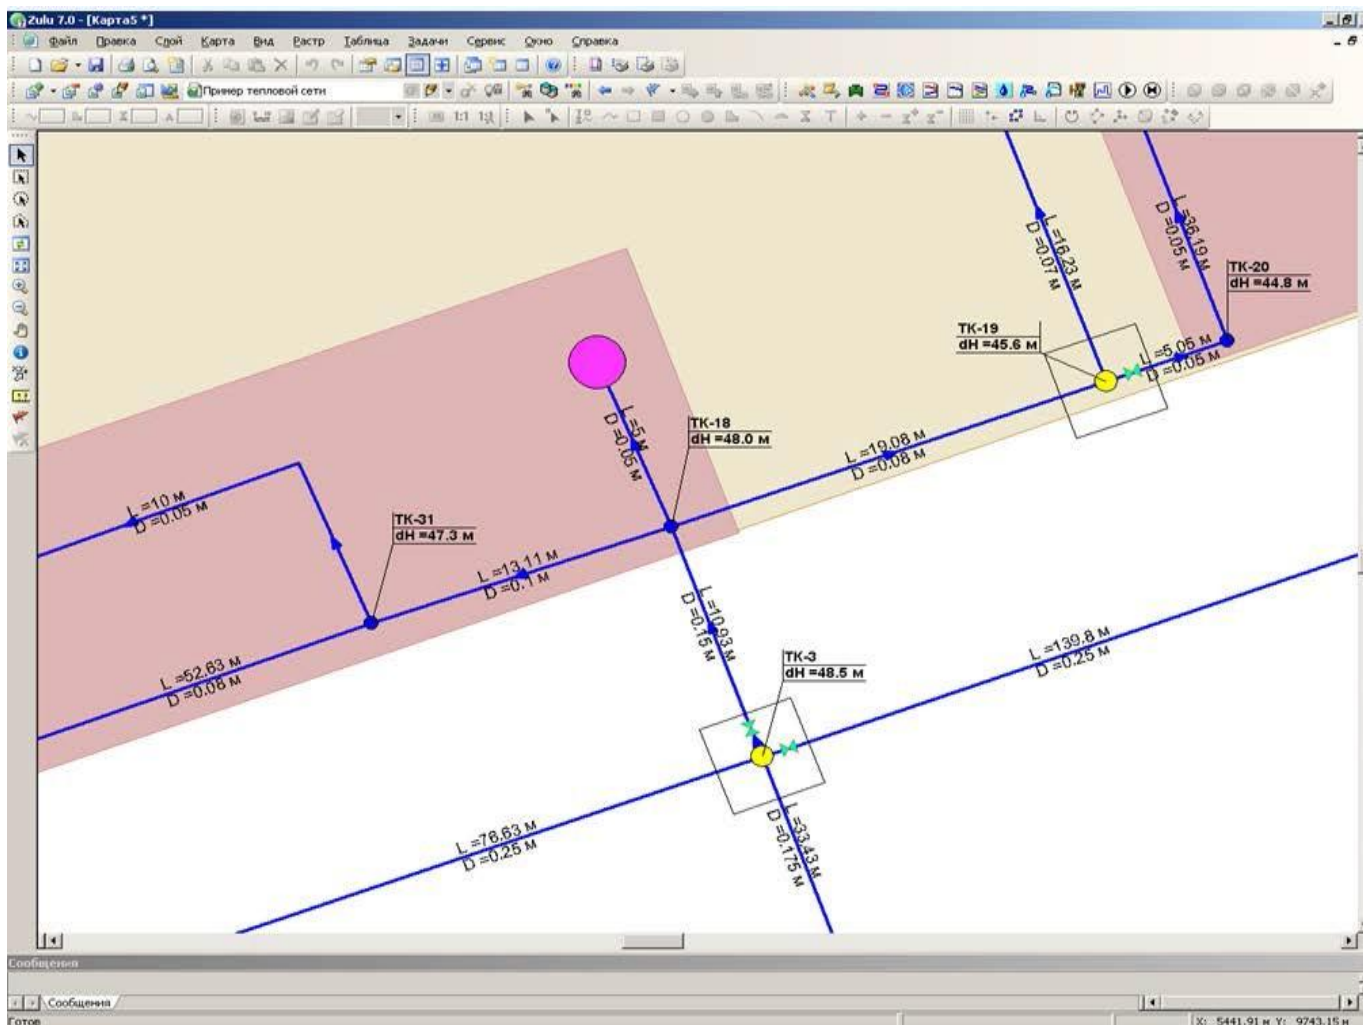 Zulu 7.0 - [Карта5 *]
Файл Правка Слой Карта Вид Растр Таблица Задачи Сервис Окно Справка
Пример тепловой сети
1:1
L =16.23 м
D =0.07 м
L =36.19 м
D =0.05 м
ТК-20
dH =44.8 м
ТК-19
dH =45.6 м
L =5.05 м
D =0.05 м
L =5 м
D =0.05 м
ТК-18
dH =48.0 м
L =19.08 м
D =0.08 м
L =10 м
D =0.05 м
ТК-31
dH =47.3 м
L =13.11 м
D =0.1 м
L =10.93 м
D =0.15 м
L =139.8 м
D =0.25 м
ТК-3
dH =48.5 м
L =52.63 м
D =0.08 м
L =76.63 м
D =0.25 м
L =33.43 м
D =0.175 м
Сообщения
Сообщения
Готов
X: 5441.91 м Y: 9743.15 м